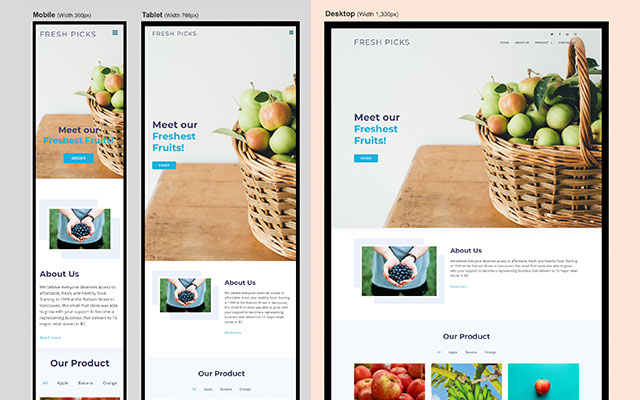 Mobile (Width 360px)
FRESH PICKS
Meet our
Freshest Fruits!
ORDER
About Us
We believe everyone deserves access
to fresh, and healthy food. Starting
in 1999 at the Robson Street in
Vancouver, this small fruit store was able
to grow with your support to become a
representing business that delivers to 15
major retail stores in BC.
Read more
Our Product
All Apple Banana Orange
Tablet (Width 766px)
FRESH PICKS
Meet our
Freshest
Fruits!
ORDER
About Us
We believe everyone deserves access to affordable,
fresh, and healthy food. Starting in 1999 at the
Robson Street in Vancouver, this small fruit store
was able to grow with your support to become a
representing business that delivers to 15 major retail
stores in BC.
Read more
Our Product
All Apple Banana Orange
Desktop (Width 1,300px)
FRESH PICKS
HOME ABOUT US PRODUCT CONTACT
Meet our
Freshest
Fruits!
ORDER
About Us
We believe everyone deserves access to affordable, fresh, and healthy food. Starting
in 1999 at the Robson Street in Vancouver, this small fruit store was able to grow
with your support to become a representing business that delivers to 15 major retail
stores in BC.
Read more
Our Product
All Apple Banana Orange